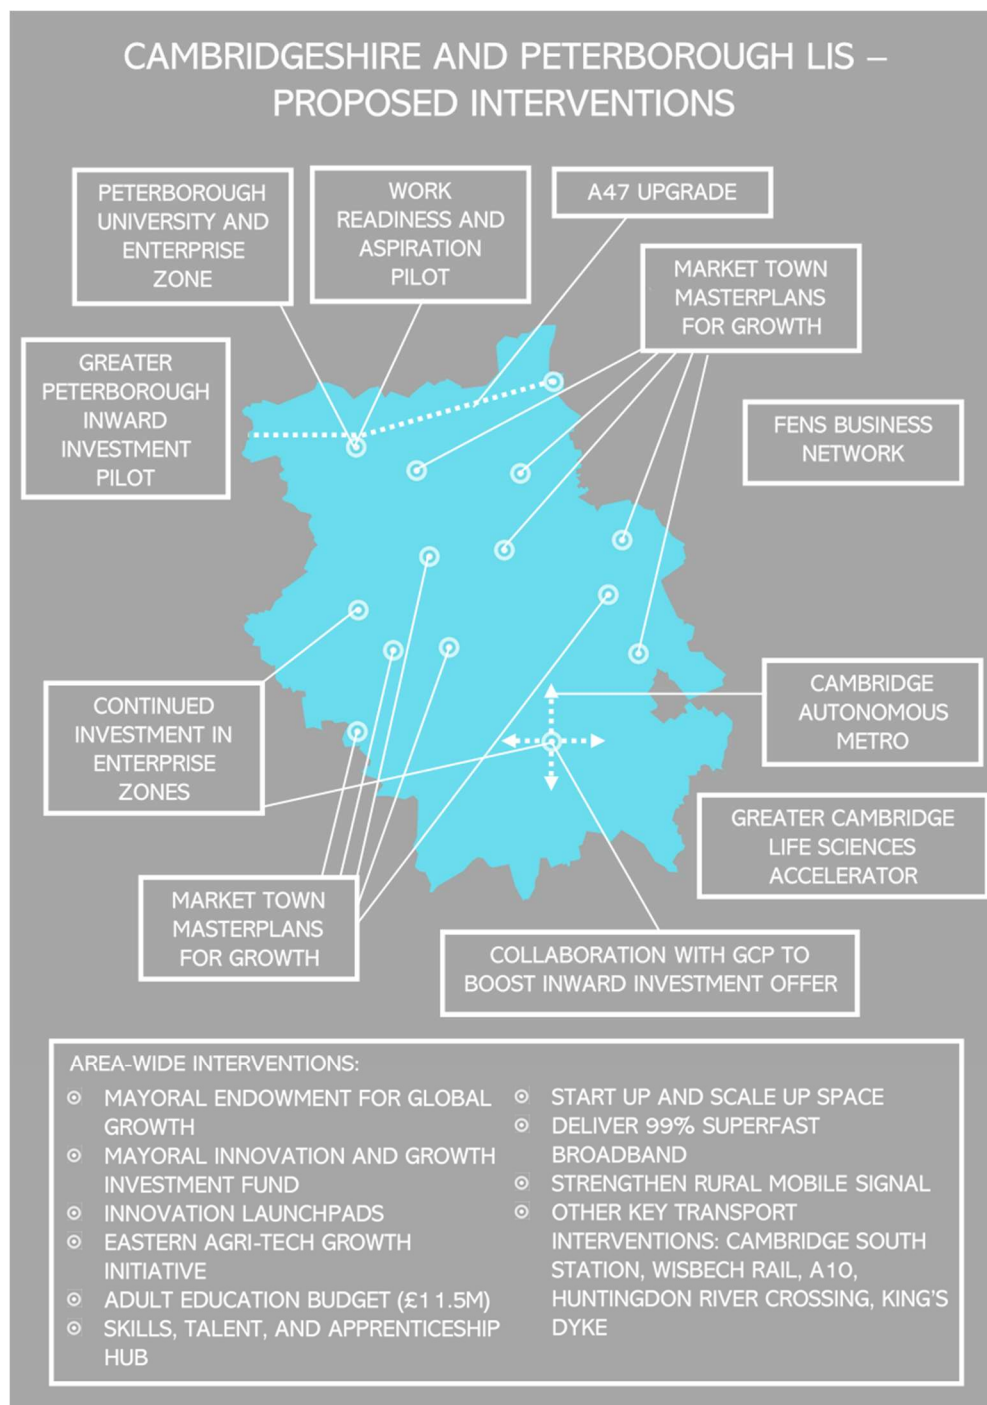 CAMBRIDGESHIRE AND PETERBOROUGH LIS –
PROPOSED INTERVENTIONS
PETERBOROUGH
UNIVERSITY AND
ENTERPRISE
ZONE
WORK
READINESS AND
ASPIRATION
PILOT
A47 UPGRADE
MARKET TOWN
MASTERPLANS
FOR GROWTH
GREATER
PETERBOROUGH
INWARD
INVESTMENT
PILOT
FENS BUSINESS
NETWORK
CONTINUED
INVESTMENT IN
ENTERPRISE
ZONES
CAMBRIDGE
AUTONOMOUS
METRO
GREATER CAMBRIDGE
LIFE SCIENCES
ACCELERATOR
MARKET TOWN
MASTERPLANS
FOR GROWTH
COLLABORATION WITH GCP TO
BOOST INWARD INVESTMENT OFFER
AREA-WIDE INTERVENTIONS:
MAYORAL ENDOWMENT FOR GLOBAL
GROWTH
MAYORAL INNOVATION AND GROWTH
INVESTMENT FUND
INNOVATION LAUNCHPADS
EASTERN AGRI-TECH GROWTH
INITIATIVE
ADULT EDUCATION BUDGET (£11.5M)
SKILLS, TALENT, AND APPRENTICESHIP
HUB
START UP AND SCALE UP SPACE
DELIVER 99% SUPERFAST
BROADBAND
STRENGTHEN RURAL MOBILE SIGNAL
OTHER KEY TRANSPORT
INTERVENTIONS: CAMBRIDGE SOUTH
STATION, WISBECH RAIL, A10,
HUNTINGDON RIVER CROSSING, KING'S
DYKE